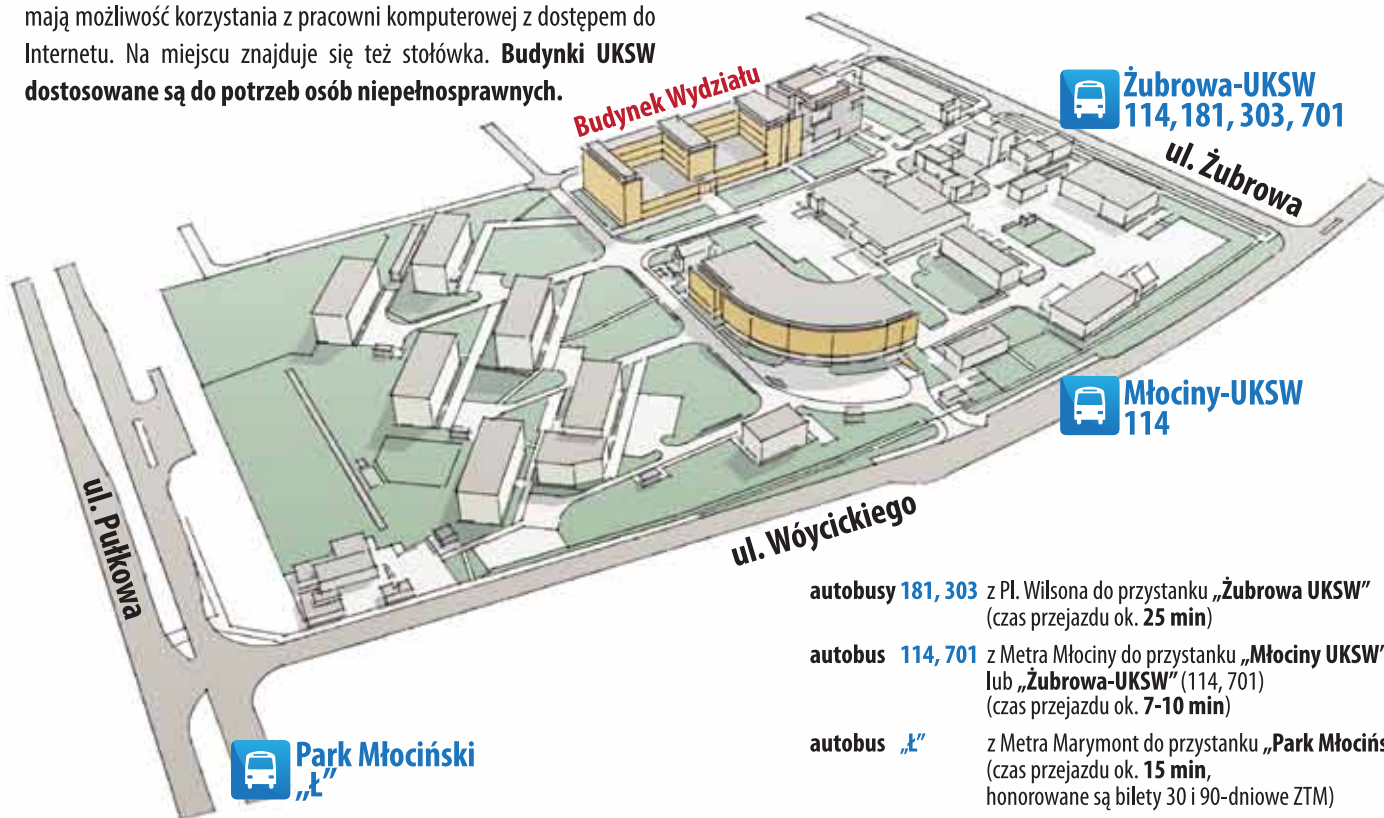 mają możliwość korzystania z pracowni komputerowej z dostępem do
Internetu. Na miejscu znajduje się też stołówka. Budynki UKSW
dostosowane są do potrzeb osób niepełnosprawnych.
Budynek Wydziału
Żubrowa-UKSW
114, 181, 303, 701
ul. Żubrowa
Młociny-UKSW
114
ul. Wóycickiego
ul. Pułkowa
Park Młociński
„Ł”
autobusy 181, 303 z Pl. Wilsona do przystanku „Żubrowa UKSW”
(czas przejazdu ok. 25 min)
autobus 114, 701 z Metra Młociny do przystanku „Młociny UKSW”
lub „Żubrowa-UKSW” (114, 701)
(czas przejazdu ok. 7-10 min)
autobus „Ł” z Metra Marymont do przystanku „Park
(czas przejazdu ok. 15 min,
honorowane są bilety 30 i 90-dniowe ZTM)